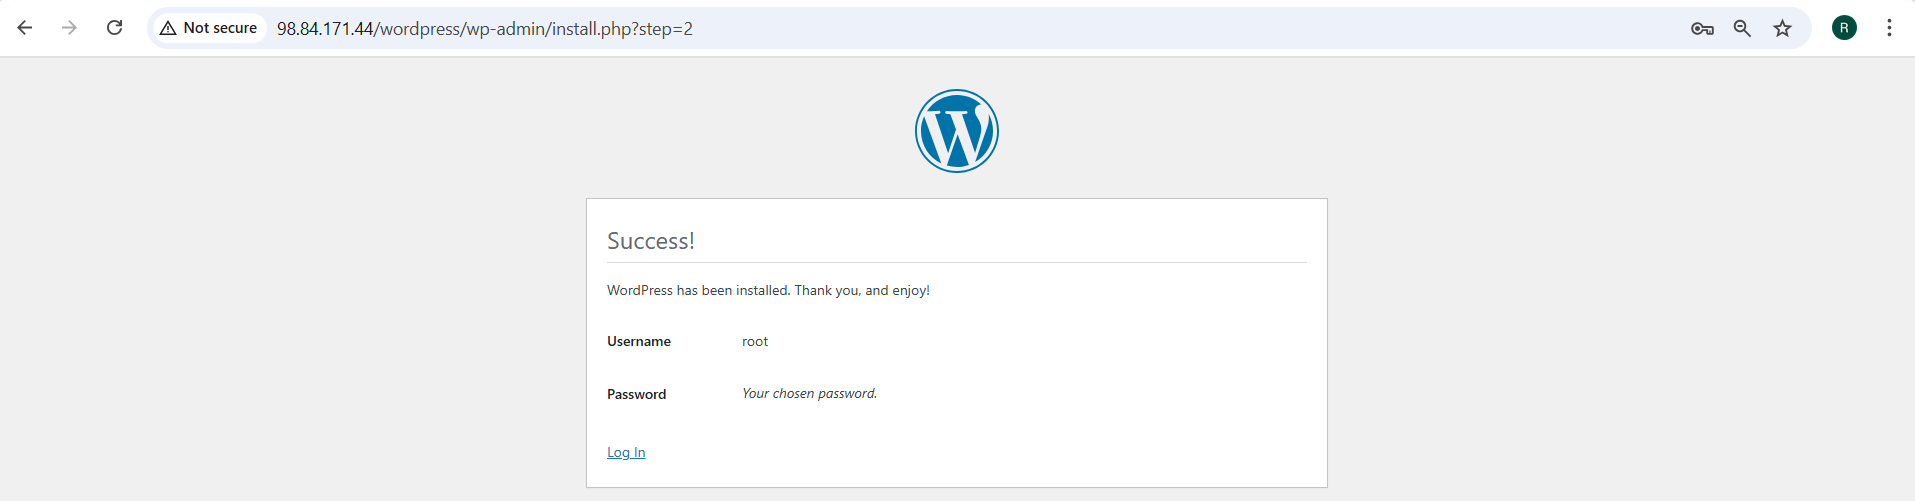 Not secure 98.84.171.44/wordpress/wp-admin/install.php?step=2 R
W
Success!
WordPress has been installed. Thank you, and enjoy!
Username root
Password Your chosen password.
Log In